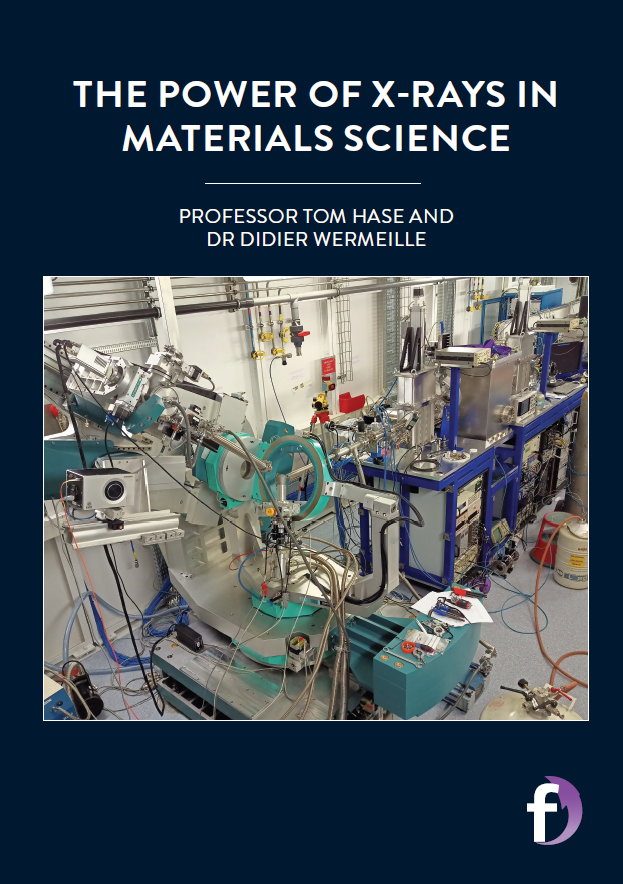 THE POWER OF X-RAYS IN
MATERIALS SCIENCE
PROFESSOR TOM HASE AND
DR DIDIER WERMEILLE
f